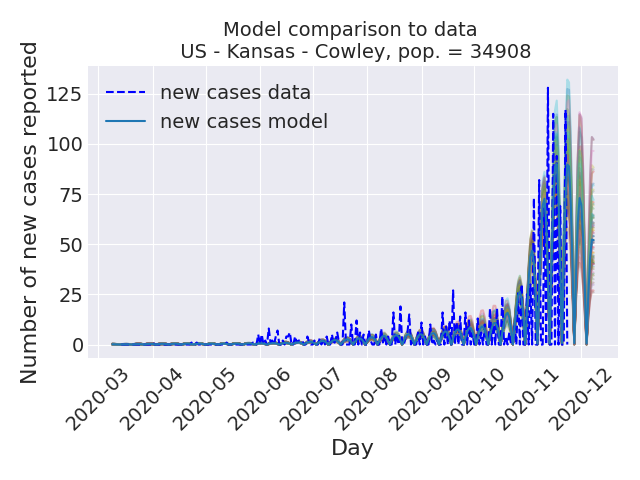 Model comparison to data
US - Kansas - Cowley, pop. = 34908
Number of new cases reported
125
100
75
50
25
0
new cases data
new cases model
2020-03
2020-04
2020-05
2020-06
2020-07
2020-08
2020-09
2020-10
2020-11
2020-12
Day